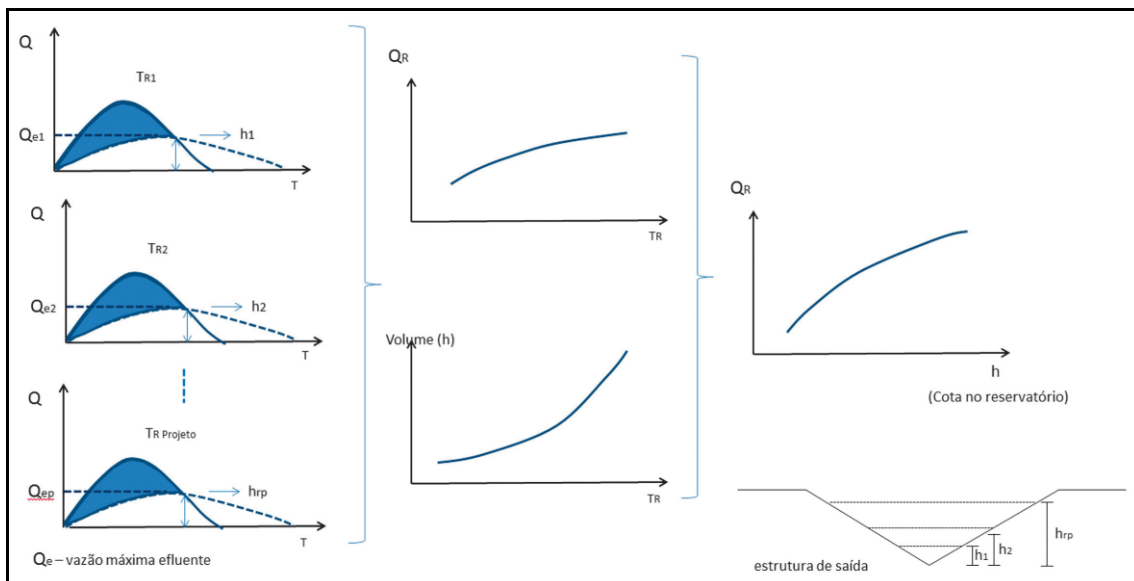 Q
TR1
Qe1
h1
T
Q
TR2
Qe2
h2
T
Q
TR Projeto
Qep
hrp
T
Qe – vazão máxima efluente
QR
TR
Volume (h)
TR
QR
h
(Cota no reservatório)
h1
h2
hrp
estrutura de saída